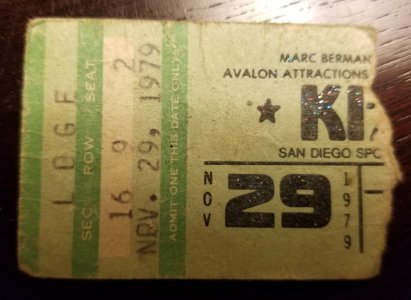 LOGE
SEC. ROW SEAT
16 9 2
NOV. 29, 1979
ADMIT ONE THIS DATE ONLY
MARC BERMAN
AVALON ATTRACTIONS
KI
SAN DIEGO SPO
NOV 29 1979